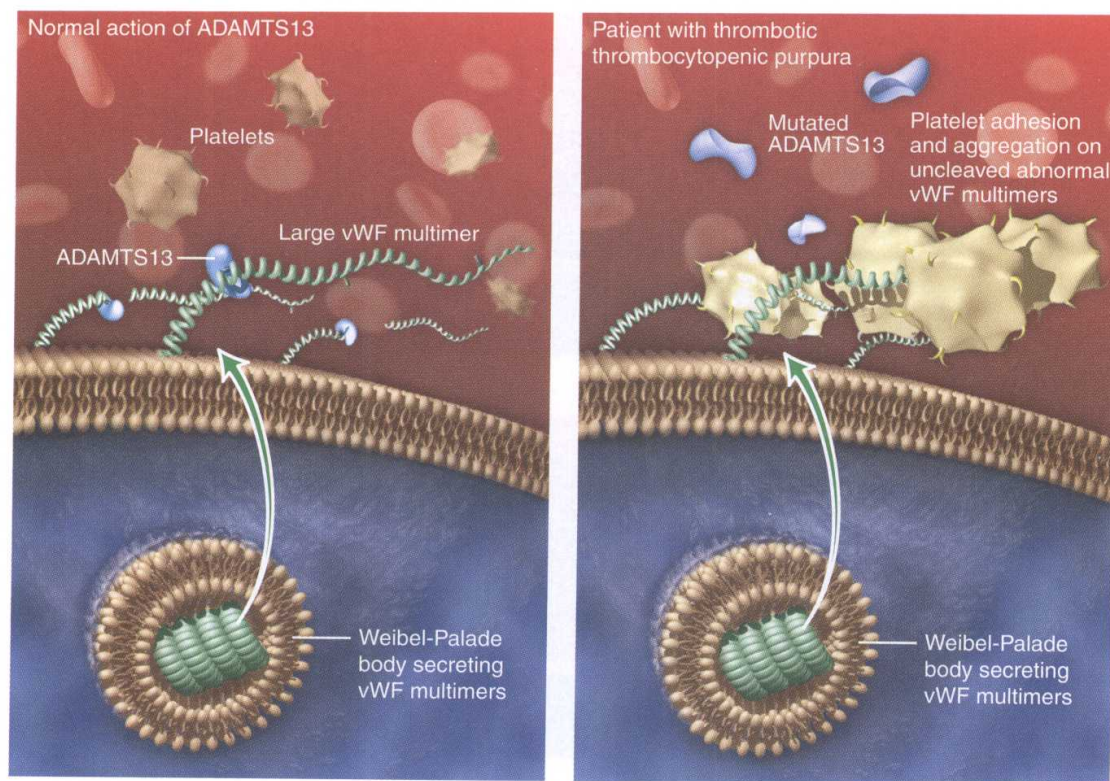 Normal action of ADAMTS13
Platelets
Large vWF multimer
ADAMTS13
Weibel-Palade
body secreting
vWF multimers
Patient with thrombotic
thrombocytopenic purpura
Mutated
ADAMTS13
Platelet adhesion
and aggregation on
uncleaved abnormal
vWF multimers
Weibel-Palade
body secreting
vWF multimers